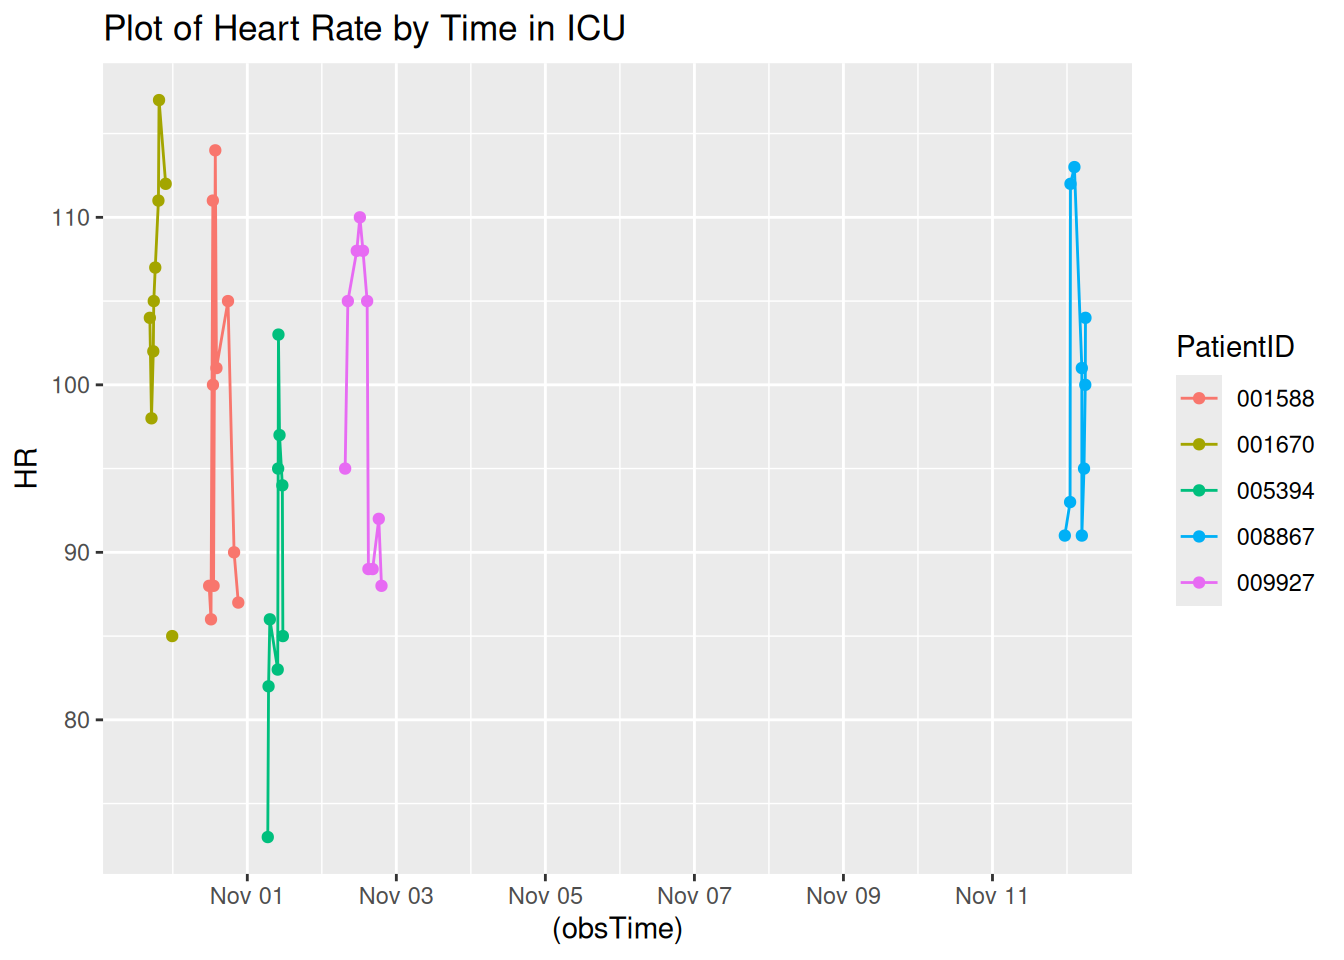 Plot of Heart Rate by Time in ICU
110
100
90
80
HR
Nov 01
Nov 03
Nov 05
Nov 07
Nov 09
Nov 11
(obsTime)
PatientID
001588
001670
005394
008867
009927